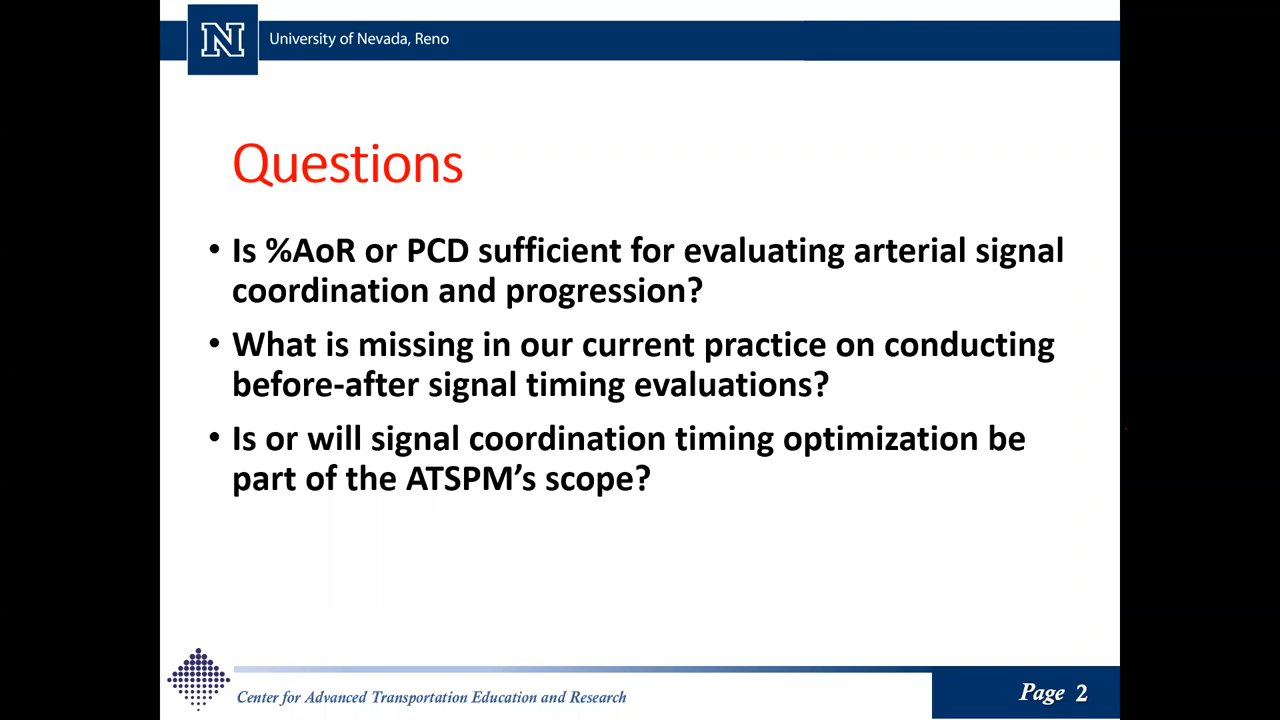 N
University of Nevada, Reno
Questions
• Is %AoR or PCD sufficient for evaluating arterial signal
coordination and progression?
• What is missing in our current practice on conducting
before-after signal timing evaluations?
• Is or will signal coordination timing optimization be
part of the ATSPM’s scope?
Center for Advanced Transportation Education and Research
Page 2